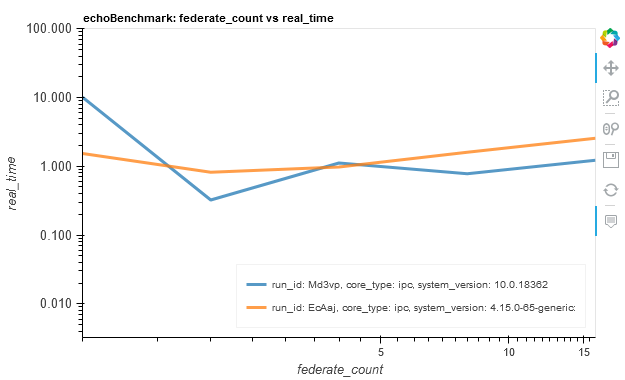 echoBenchmark: federate_count vs real_time
100.000
10.000
1.000
0.100
0.010
real_time
run_id: Md3vp, core_type: ipc, system_version: 10.0.18362
run_id: EcAaj, core_type: ipc, system_version: 4.15.0-65-generic:
5
10
15
federate_count